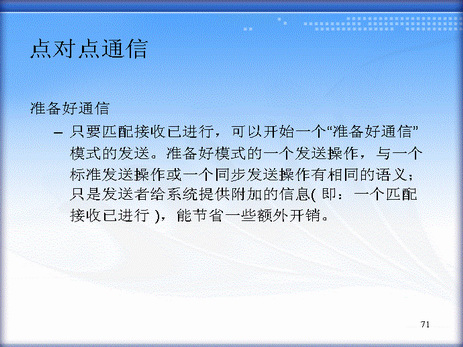 点对点通信
准备好通信
– 只要匹配接收已进行，可以开始一个“准备好通信”
模式的发送。准备好模式的一个发送操作，与一个
标准发送操作或一个同步发送操作有相同的语义；
只是发送者给系统提供附加的信息( 即：一个匹配
接收已进行 )，能节省一些额外开销。
71